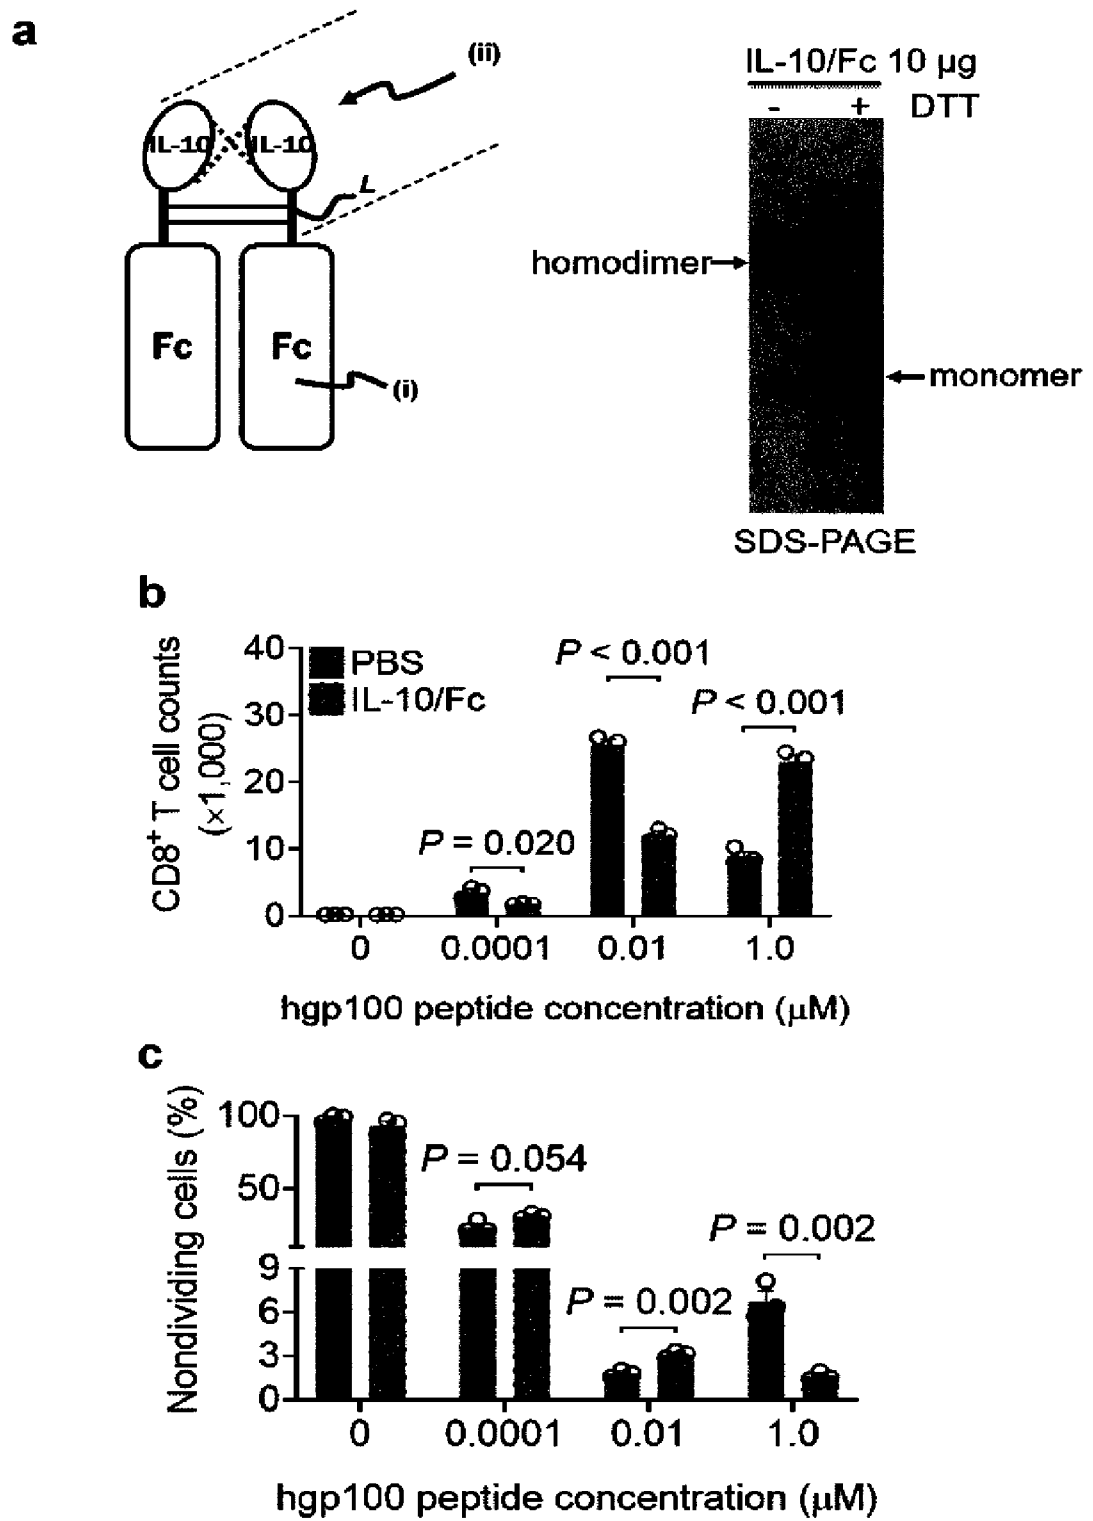 a
(ii)
IL-10 IL-10
L
Fc Fc
(i)
IL-10/Fc 10 µg
- + DTT
homodimer
monomer
SDS-PAGE
b
CD8+ T cell counts
(×1,000)
40
30
20
10
0
PBS
IL-10/Fc
P < 0.001
P < 0.001
P = 0.020
0 0.0001 0.01 1.0
hgp100 peptide concentration (µM)
c
Nondividing cells (%)
100
50
9
6
3
0
P = 0.054
P = 0.002
P = 0.002
0 0.0001 0.01 1.0
hgp100 peptide concentration (µM)